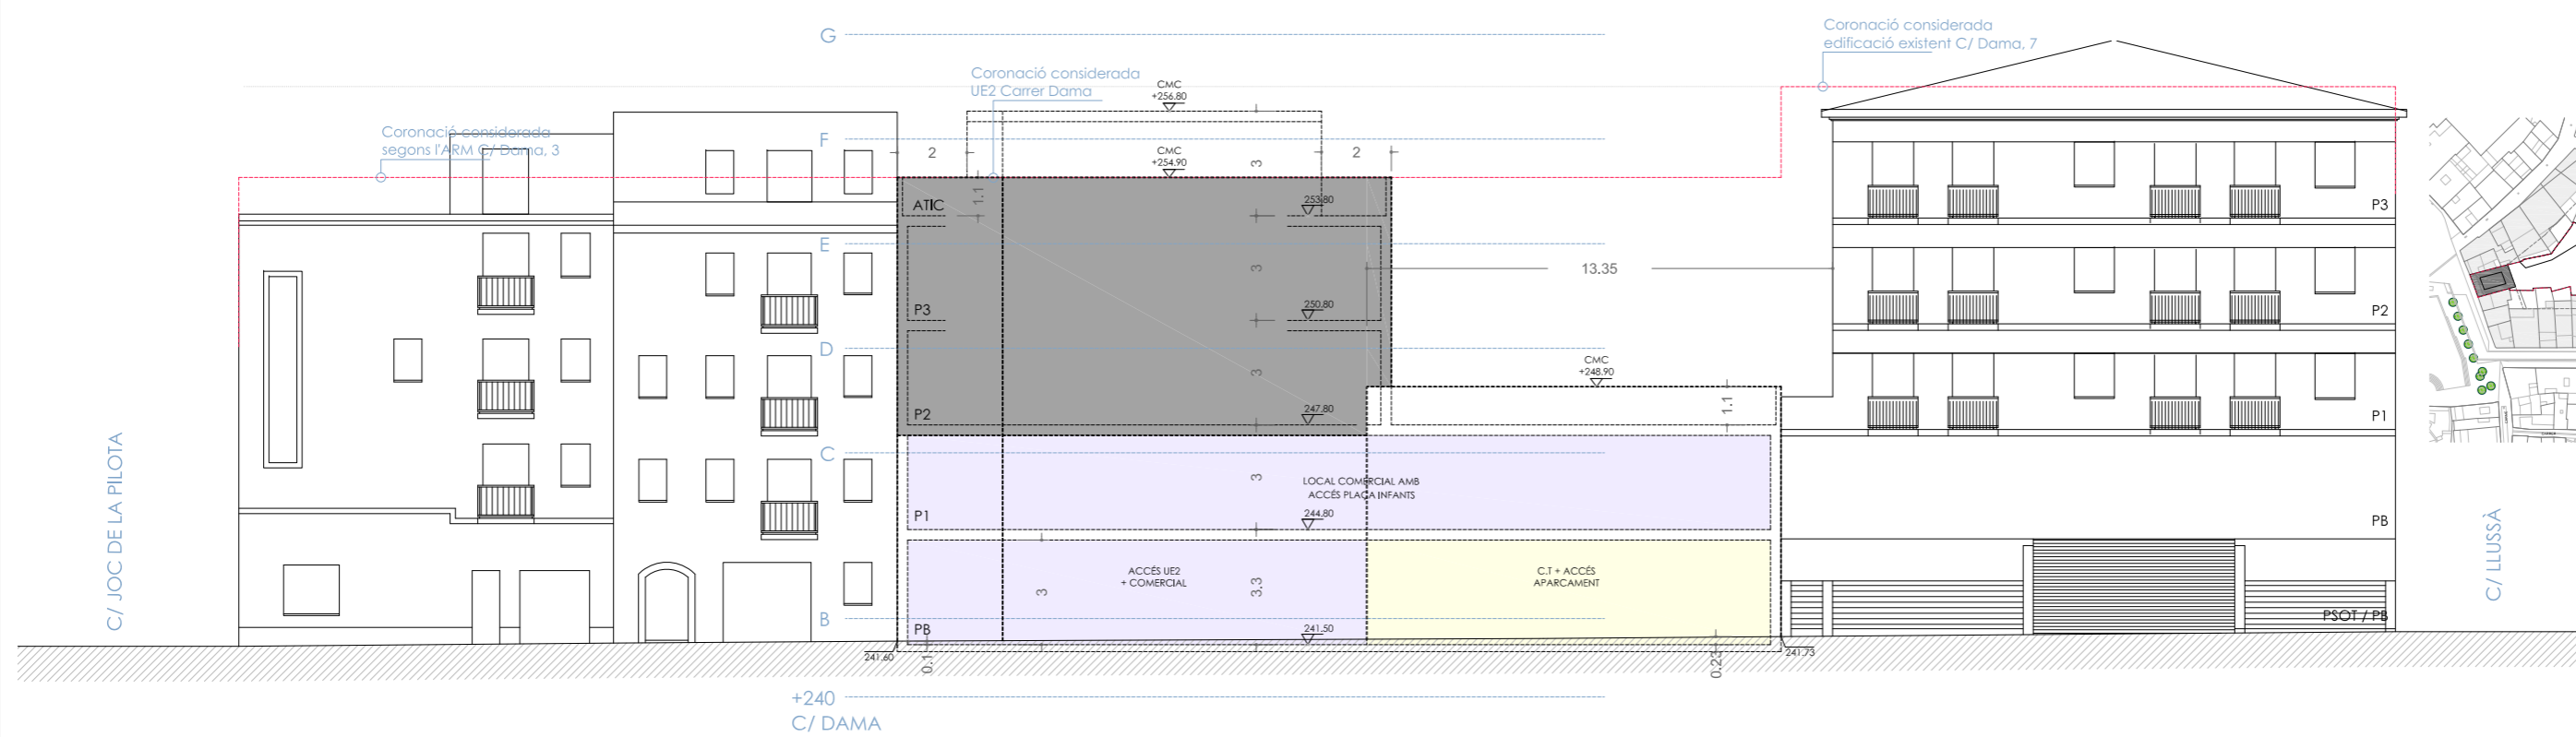 G
Coronació considerada
edificació existent C/ Dama, 7
Coronació considerada
UE2 Carrer Dama
CMC
+256.80
Coronació considerada
segons l'ARM C/ Dama, 3
F
2
CMC
+254.90
3
2
1.1
ATIC
253.80
P3
E
3
13.35
P3
250.80
P2
D
3
CMC
+248.90
P2
247.80
1.1
P1
C
3
LOCAL COMERCIAL AMB
ACCÉS PLAÇA INFANTS
P1
244.80
PB
C/ JOC DE LA PILOTA
C/ LLUSSÀ
ACCÉS UE2
+ COMERCIAL
C.T + ACCÉS
APARCAMENT
3
3.3
B
PB
241.50
PSOT / PB
241.60
0.1
0.23
241.73
+240
C/ DAMA